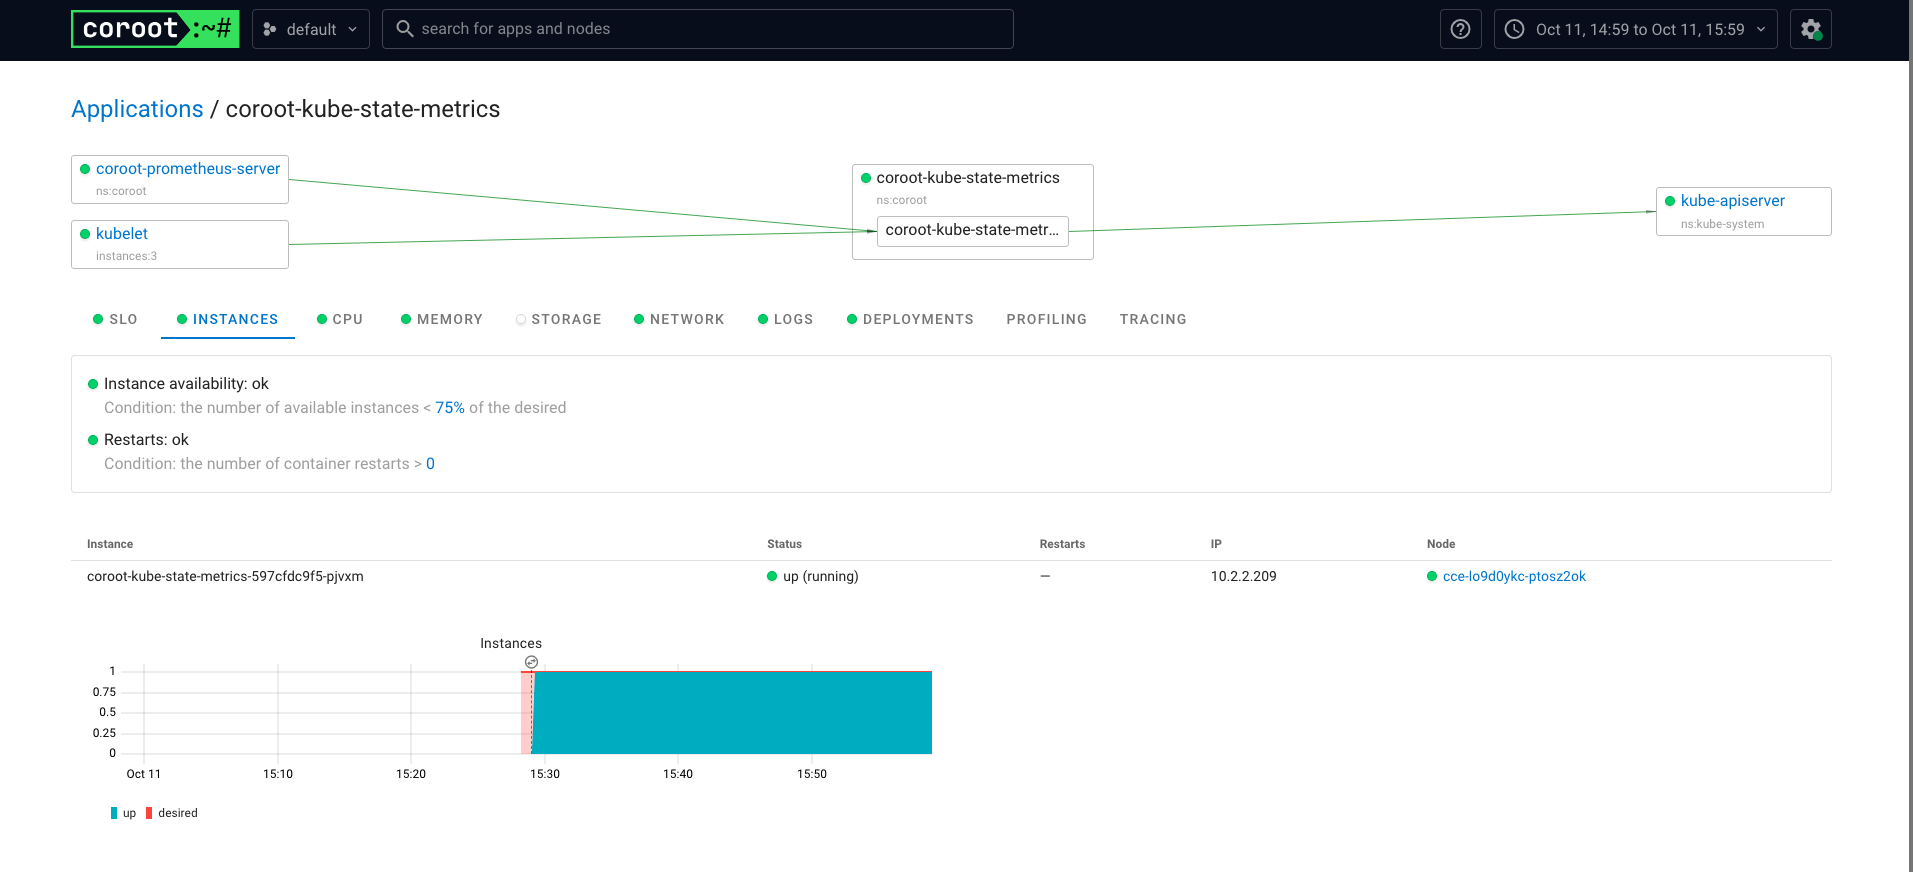 coroot:~#
default
search for apps and nodes
Oct 11, 14:59 to Oct 11, 15:59
Applications / coroot-kube-state-metrics
coroot-prometheus-server
ns:coroot
kubelet
instances:3
coroot-kube-state-metrics
ns:coroot
coroot-kube-state-metr...
kube-apiserver
ns:kube-system
SLO INSTANCES CPU MEMORY STORAGE NETWORK LOGS DEPLOYMENTS PROFILING TRACING
Instance availability: ok
Condition: the number of available instances < 75% of the desired
Restarts: ok
Condition: the number of container restarts > 0
Instance Status Restarts IP Node
coroot-kube-state-metrics-597cfdc9f5-pjvxm up (running) — 10.2.2.209 cce-lo9d0ykc-ptosz2ok
Instances
1
0.75
0.5
0.25
0
Oct 11 15:10 15:20 15:30 15:40 15:50
up desired